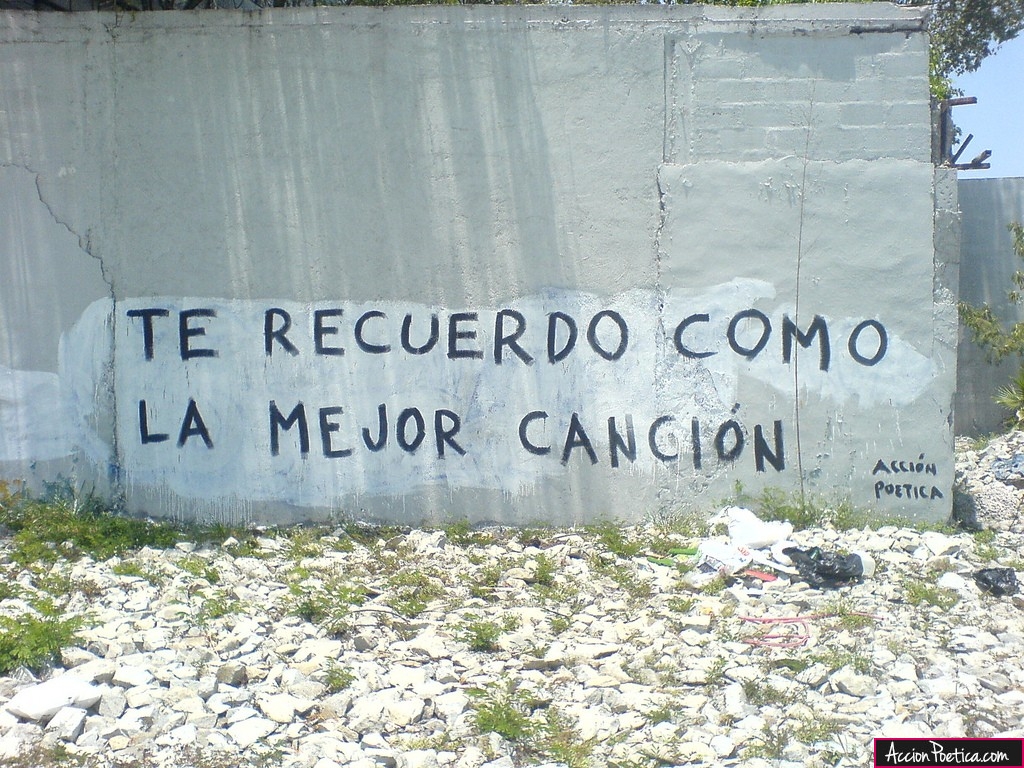 TE RECUERDO COMO
LA MEJOR CANCIÓN
ACCIÓN
POETICA
AccionPoetica.com